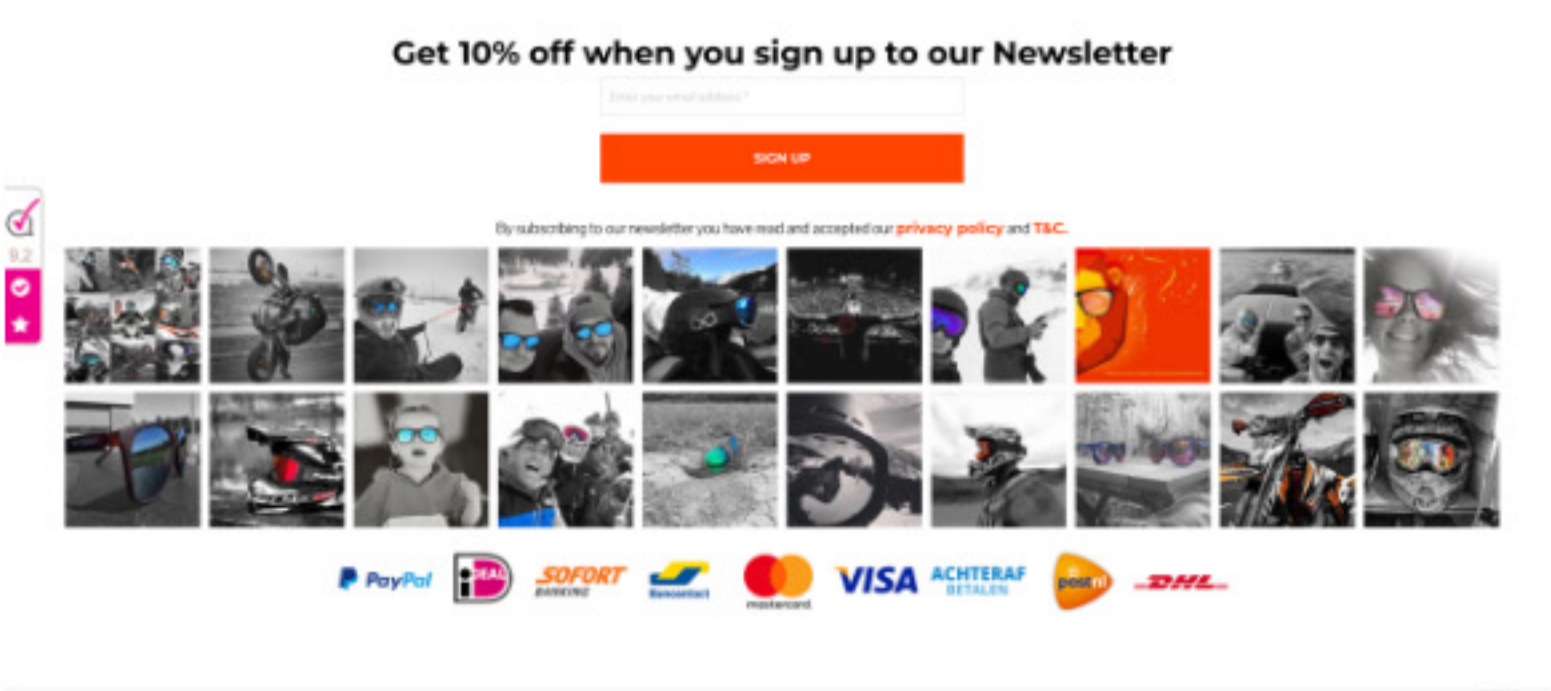 Get 10% off when you sign up to our Newsletter
Enter your email address *
SIGN UP
By subscribing to our newsletter you have read and accepted our privacy policy and T&C.
9.2
PayPal
iDEAL
SOFORT
BANKING
Bancontact
mastercard
VISA
ACHTERAF
BETALEN
postnl
DHL